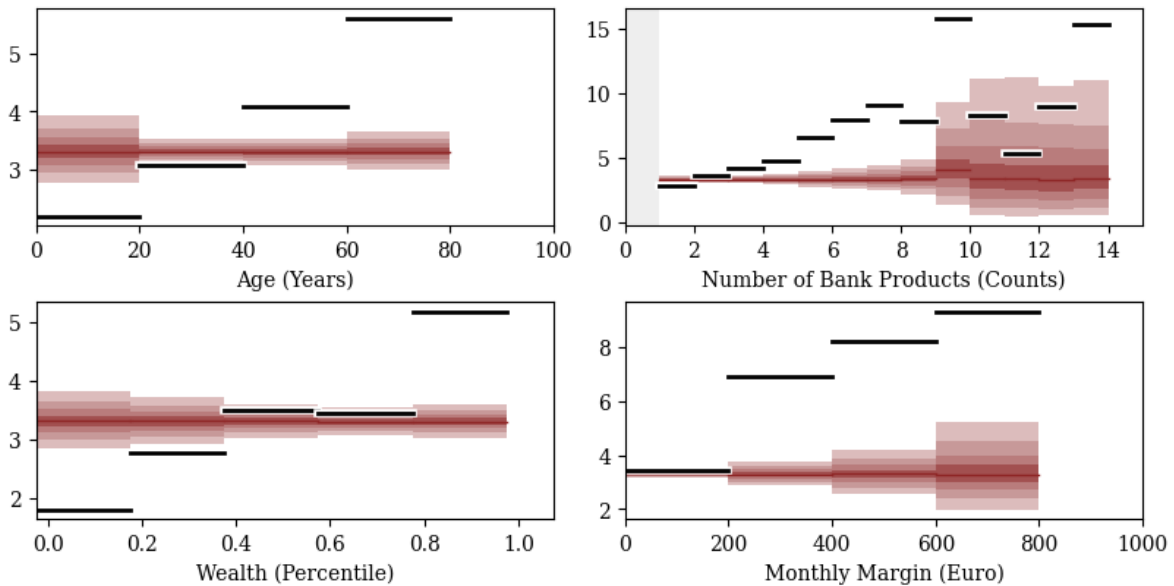 5
4
3
0 20 40 60 80 100
Age (Years)
15
10
5
0
0 2 4 6 8 10 12 14
Number of Bank Products (Counts)
5
4
3
2
0.0 0.2 0.4 0.6 0.8 1.0
Wealth (Percentile)
8
6
4
2
0 200 400 600 800 1000
Monthly Margin (Euro)